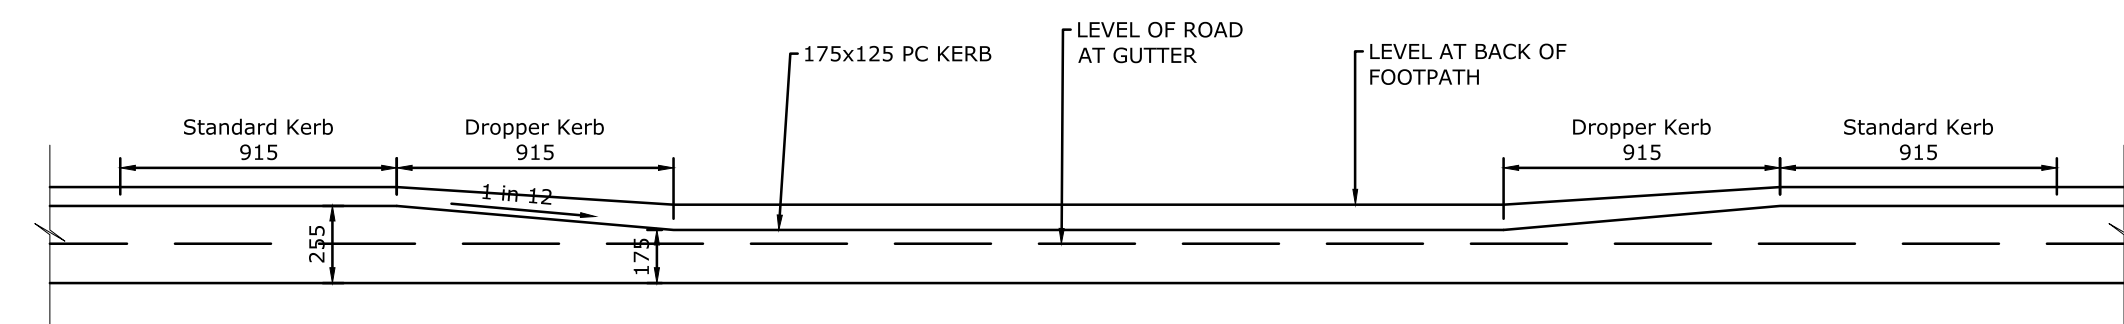 LEVEL OF ROAD
AT GUTTER
175x125 PC KERB
LEVEL AT BACK OF
FOOTPATH
Standard Kerb
915
Dropper Kerb
915
Dropper Kerb
915
Standard Kerb
915
1 in 12
255
175